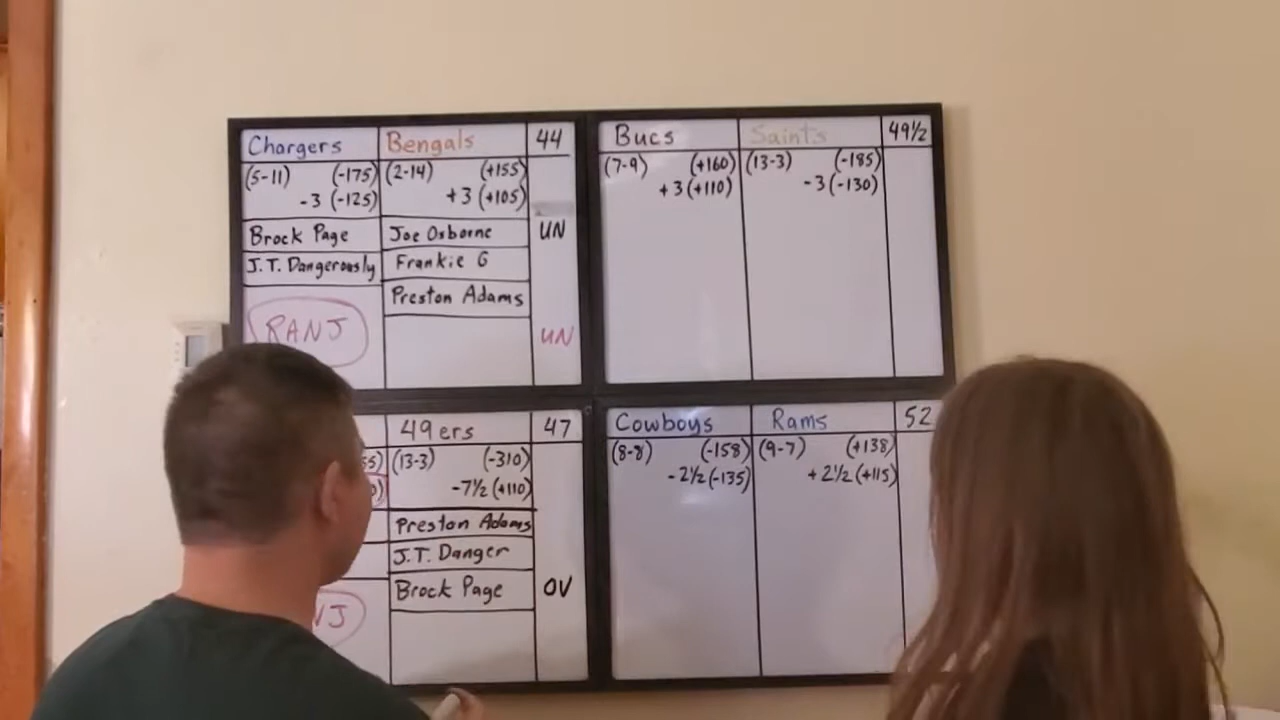 Chargers Bengals 44
(5-11) (-175) (2-14) (+155)
-3 (-125) +3 (+105)
Brock Page Joe Osborne UN
J.T. Dangerously Frankie G
Preston Adams
RANJ UN
Bucs Saints 49½
(7-9) (+160) (13-3) (-185)
+3 (+110) -3 (-130)
49ers 47
(13-3) (-310)
-7½ (+110)
Preston Adams
J.T. Danger
Brock Page OV
Cowboys Rams 52
(8-8) (-158) (9-7) (+138)
-2½ (-135) +2½ (+115)